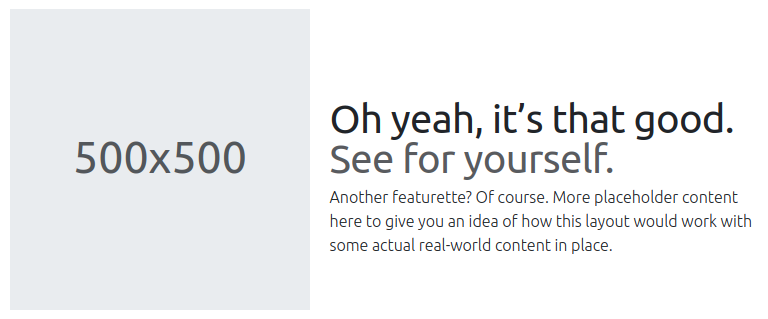 500x500
Oh yeah, it’s that good.
See for yourself.
Another featurette? Of course. More placeholder content
here to give you an idea of how this layout would work with
some actual real-world content in place.